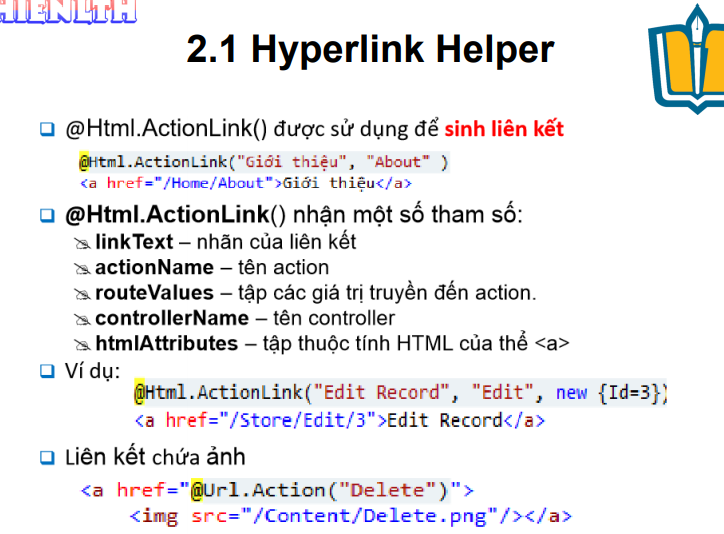 HIENLTH
2.1 Hyperlink Helper
@Html.ActionLink() được sử dụng để sinh liên kết
@Html.ActionLink("Giới thiệu", "About" )
<a href="/Home/About">Giới thiệu</a>
@Html.ActionLink() nhận một số tham số:
linkText – nhãn của liên kết
actionName – tên action
routeValues – tập các giá trị truyền đến action.
controllerName – tên controller
htmlAttributes – tập thuộc tính HTML của thể <a>
Ví dụ:
@Html.ActionLink("Edit Record", "Edit", new {Id=3})
<a href="/Store/Edit/3">Edit Record</a>
Liên kết chứa ảnh
<a href="@Url.Action("Delete")">
<img src="/Content/Delete.png"/></a>